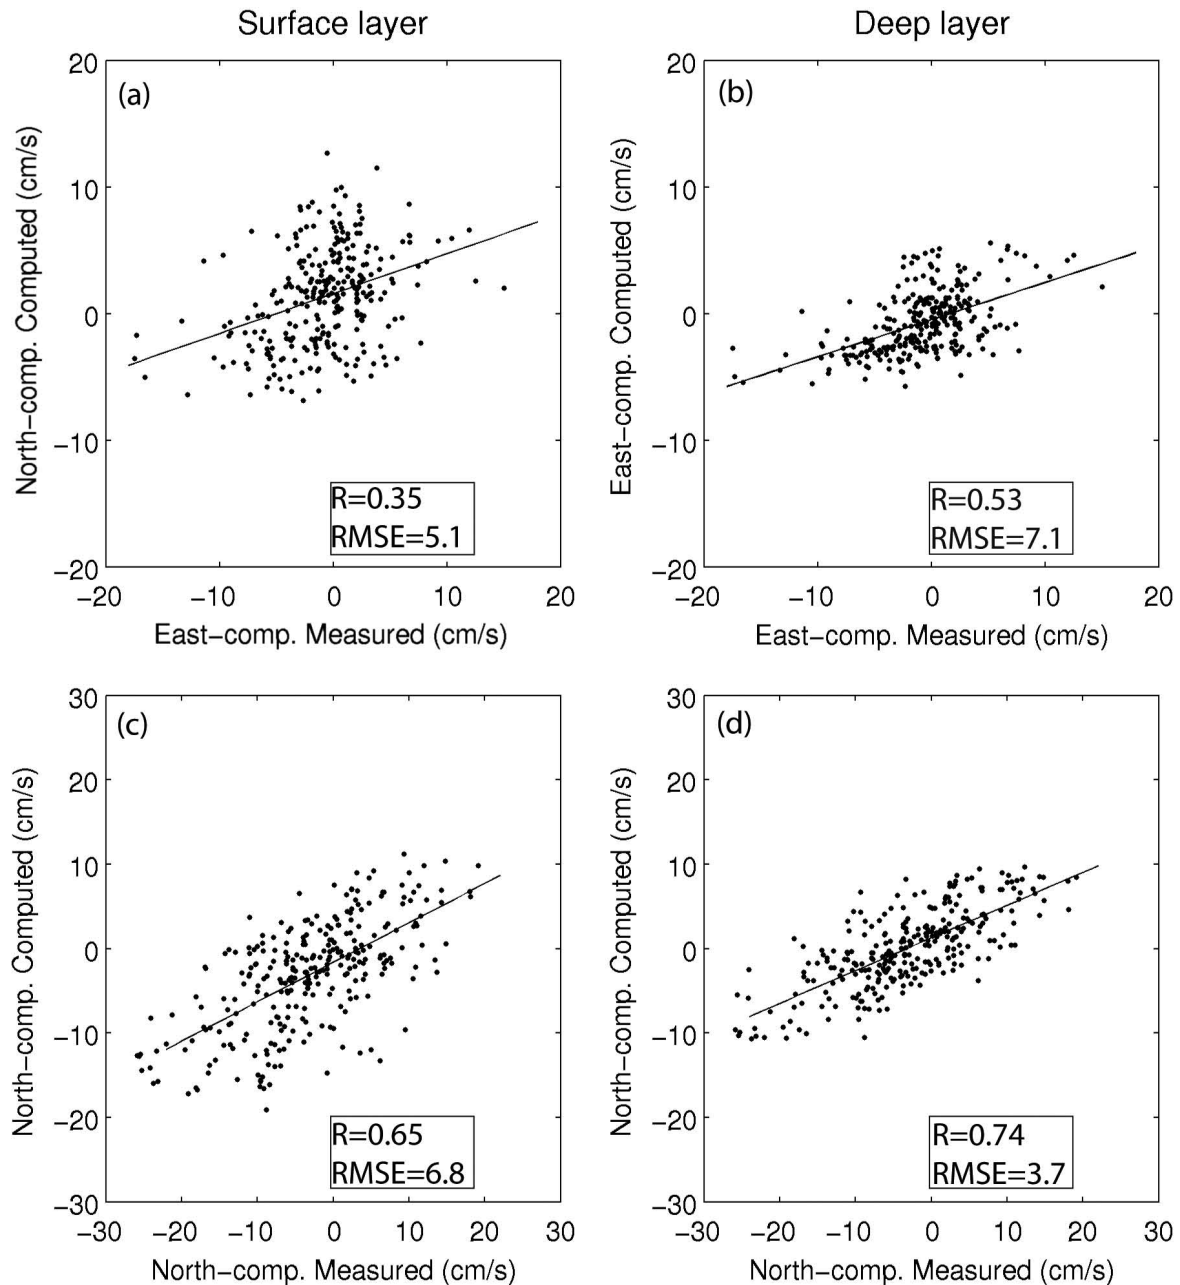 Surface layer
Deep layer
(a)
20
10
0
−10
−20
North−comp. Computed (cm/s)
R=0.35
RMSE=5.1
−20 −10 0 10 20
East−comp. Measured (cm/s)
(b)
20
10
0
−10
−20
East−comp. Computed (cm/s)
R=0.53
RMSE=7.1
−20 −10 0 10 20
East−comp. Measured (cm/s)
(c)
30
20
10
0
−10
−20
−30
North−comp. Computed (cm/s)
R=0.65
RMSE=6.8
−30 −20 −10 0 10 20 30
North−comp. Measured (cm/s)
(d)
30
20
10
0
−10
−20
−30
North−comp. Computed (cm/s)
R=0.74
RMSE=3.7
−30 −20 −10 0 10 20 30
North−comp. Measured (cm/s)